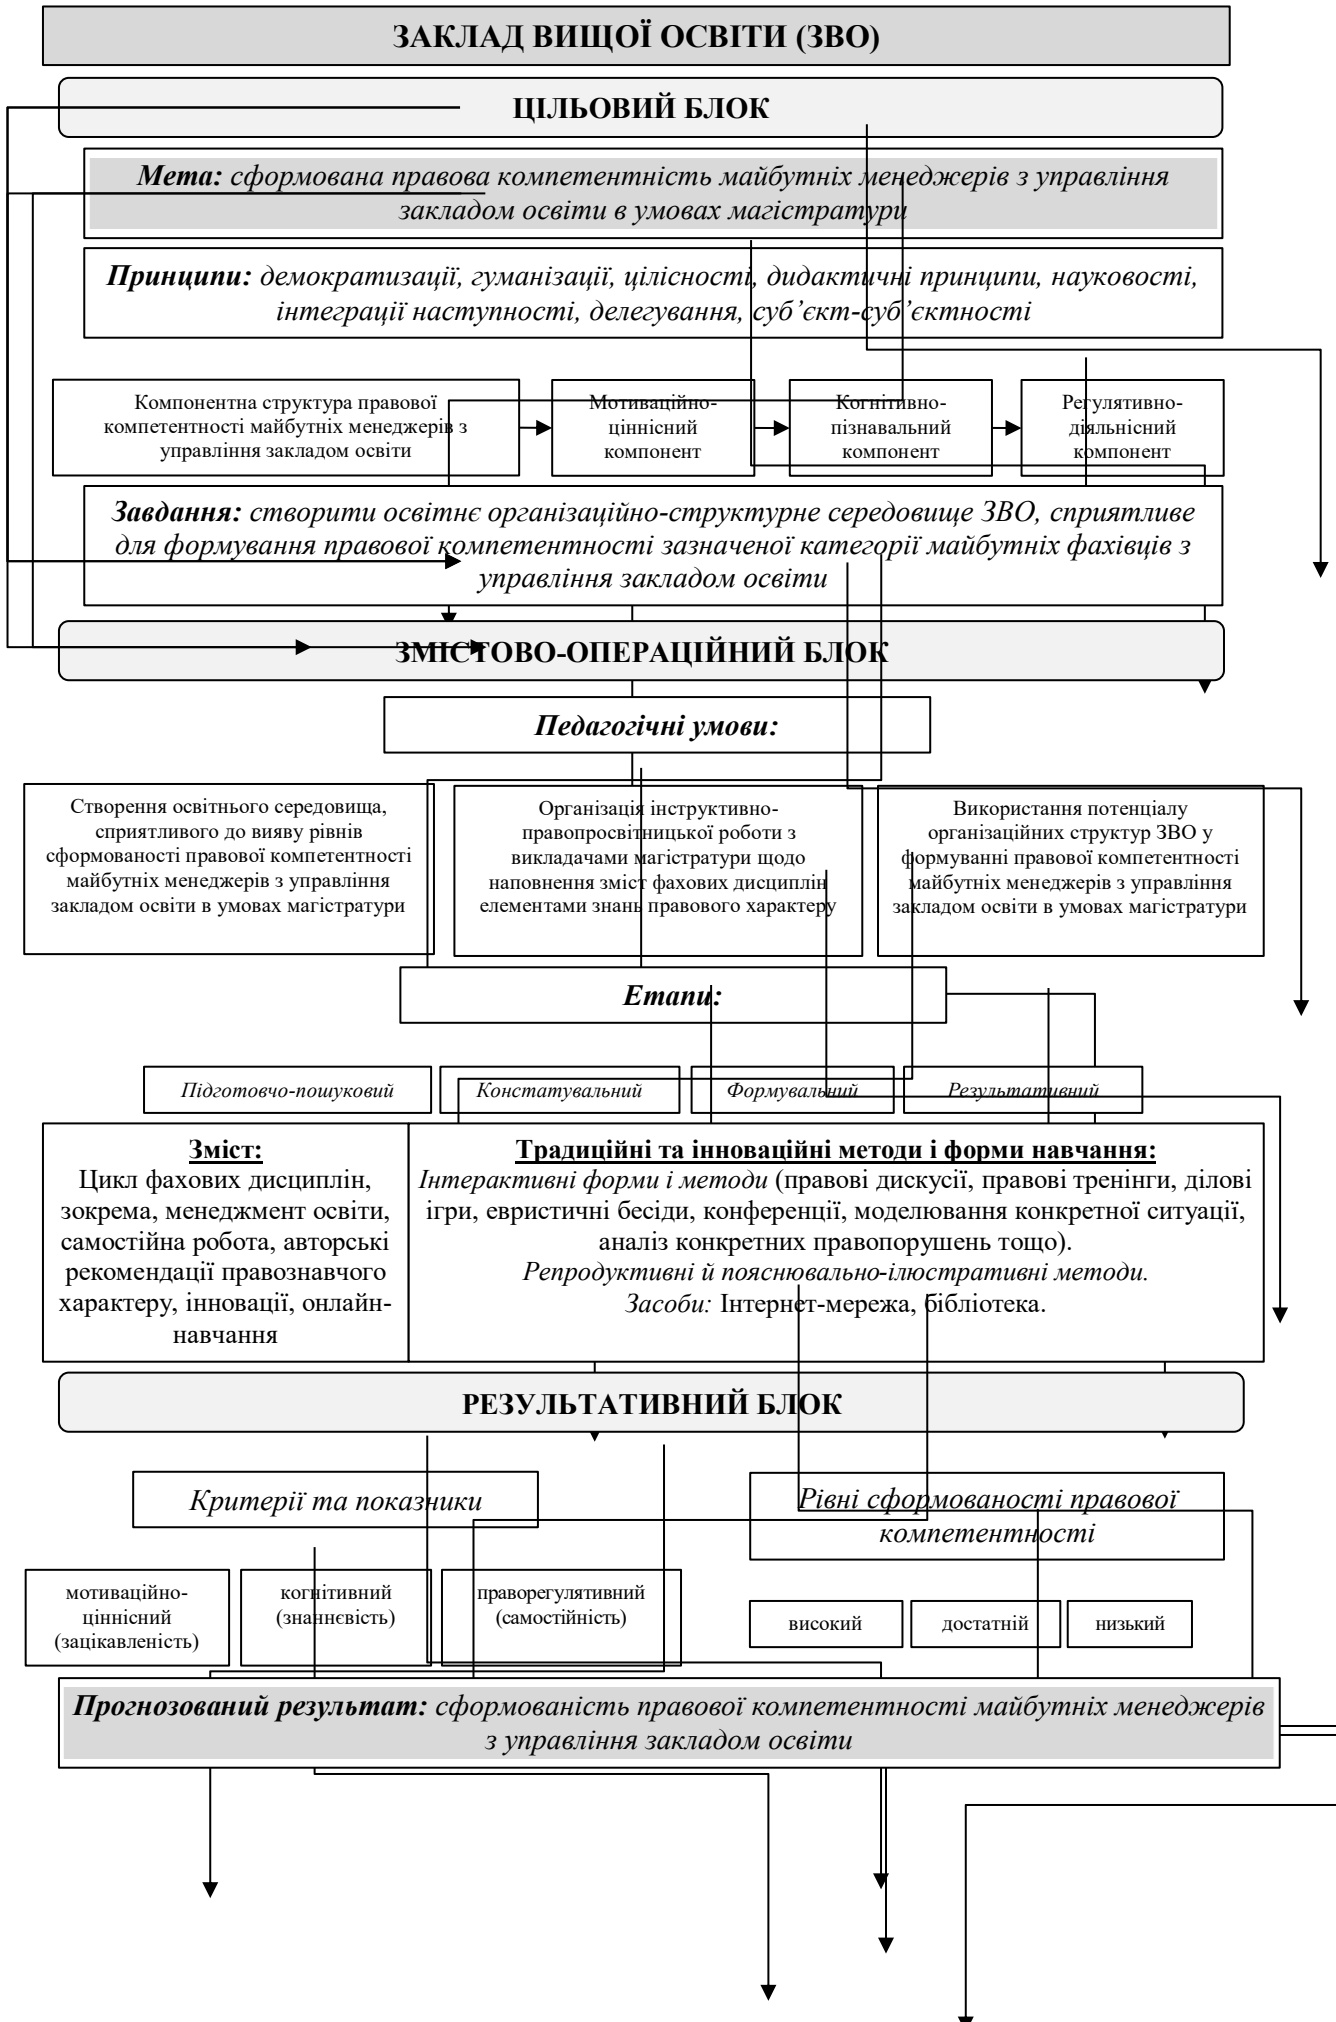 ЗАКЛАД ВИЩОЇ ОСВІТИ (ЗВО)
ЦІЛЬОВИЙ БЛОК
Мета: сформована правова компетентність майбутніх менеджерів з управління
закладом освіти в умовах магістратури
Принципи: демократизації, гуманізації, цілісності, дидактичні принципи, науковості,
інтеграції наступності, делегування, суб’єкт-суб’єктності
Компонентна структура правової
компетентності майбутніх менеджерів з
управління закладом освіти
Мотиваційно-
ціннісний
компонент
Когнітивно-
пізнавальний
компонент
Регулятивно-
діяльнісний
компонент
Завдання: створити освітнє організаційно-структурне середовище ЗВО, сприятливе
для формування правової компетентності зазначеної категорії майбутніх фахівців з
управління закладом освіти
ЗМІСТОВО-ОПЕРАЦІЙНИЙ БЛОК
Педагогічні умови:
Створення освітнього середовища,
сприятливого до вияву рівнів
сформованості правової компетентності
майбутніх менеджерів з управління
закладом освіти в умовах магістратури
Організація інструктивно-
правопросвітницької роботи з
викладачами магістратури щодо
наповнення зміст фахових дисциплін
елементами знань правового характеру
Використання потенціалу
організаційних структур ЗВО у
формуванні правової компетентності
майбутніх менеджерів з управління
закладом освіти в умовах магістратури
Етапи:
Підготовчо-пошуковий
Констатувальний
Формувальний
Результативний
Зміст:
Цикл фахових дисциплін,
зокрема, менеджмент освіти,
самостійна робота, авторські
рекомендації правознавчого
характеру, інновації, онлайн-
навчання
Традиційні та інноваційні методи і форми навчання:
Інтерактивні форми і методи (правові дискусії, правові тренінги, ділові
ігри, евристичні бесіди, конференції, моделювання конкретної ситуації,
аналіз конкретних правопорушень тощо).
Репродуктивні й пояснювально-ілюстративні методи.
Засоби: Інтернет-мережа, бібліотека.
РЕЗУЛЬТАТИВНИЙ БЛОК
Критерії та показники
Рівні сформованості правової
компетентності
мотиваційно-
ціннісний
(зацікавленість)
когнітивний
(знаннєвість)
праворегулятивний
(самостійність)
високий
достатній
низький
Прогнозований результат: сформованість правової компетентності майбутніх менеджерів
з управління закладом освіти